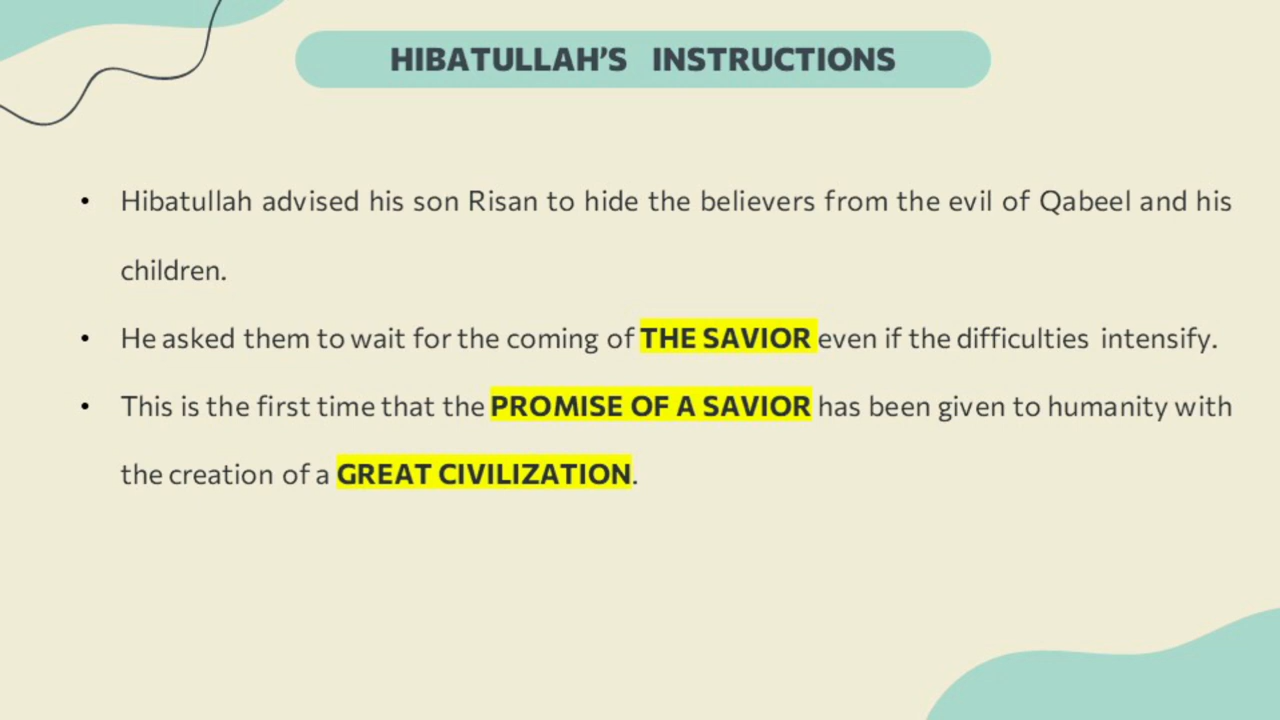 HIBATULLAH’S INSTRUCTIONS
• Hibatullah advised his son Risan to hide the believers from the evil of Qabeel and his
children.
• He asked them to wait for the coming of THE SAVIOR even if the difficulties intensify.
• This is the first time that the PROMISE OF A SAVIOR has been given to humanity with
the creation of a GREAT CIVILIZATION.